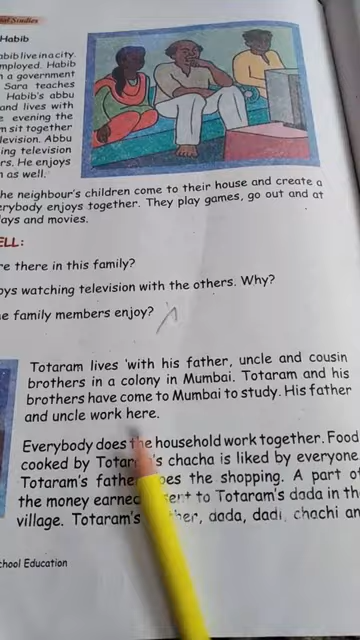 Habib
live in a city.
mployed. Habib
a government
Sara teaches
Habib's abbu
and lives with
evening the
sit together
levision. Abbu
ing television
rs. He enjoys
as well.
he neighbour's children come to their house and create a
erybody enjoys together. They play games, go out and at
ays and movies.
ELL:
re there in this family?
oys watching television with the others. Why?
e family members enjoy?
Totaram lives with his father, uncle and cousin
brothers in a colony in Mumbai. Totaram and his
brothers have come to Mumbai to study. His father
and uncle work here.
Everybody does the household work together. Food
cooked by Totaram's chacha is liked by everyone.
Totaram's father does the shopping. A part of
the money earned sent to Totaram's dada in th
village. Totaram's her, dada, dadi, chachi an
chool Education